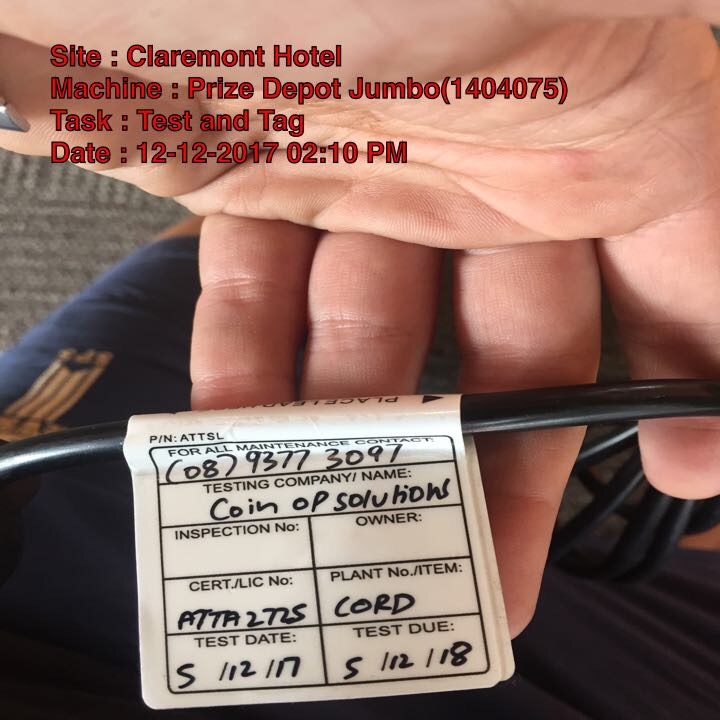 Site : Claremont Hotel
Machine : Prize Depot Jumbo(1404075)
Task : Test and Tag
Date : 12-12-2017 02:10 PM
P/N: ATTSL
FOR ALL MAINTENANCE CONTACT:
(08) 9377 3097
TESTING COMPANY/ NAME:
Coin OP SOLUTIONS
INSPECTION No: OWNER:
CERT./LIC No: PLANT No./ITEM:
ATTA2725 CORD
TEST DATE: TEST DUE:
5 /12 /17 5 /12 /18